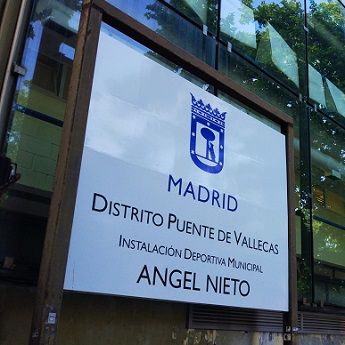 MADRID
DISTRITO PUENTE DE VALLECAS
INSTALACIÓN DEPORTIVA MUNICIPAL
ANGEL NIETO